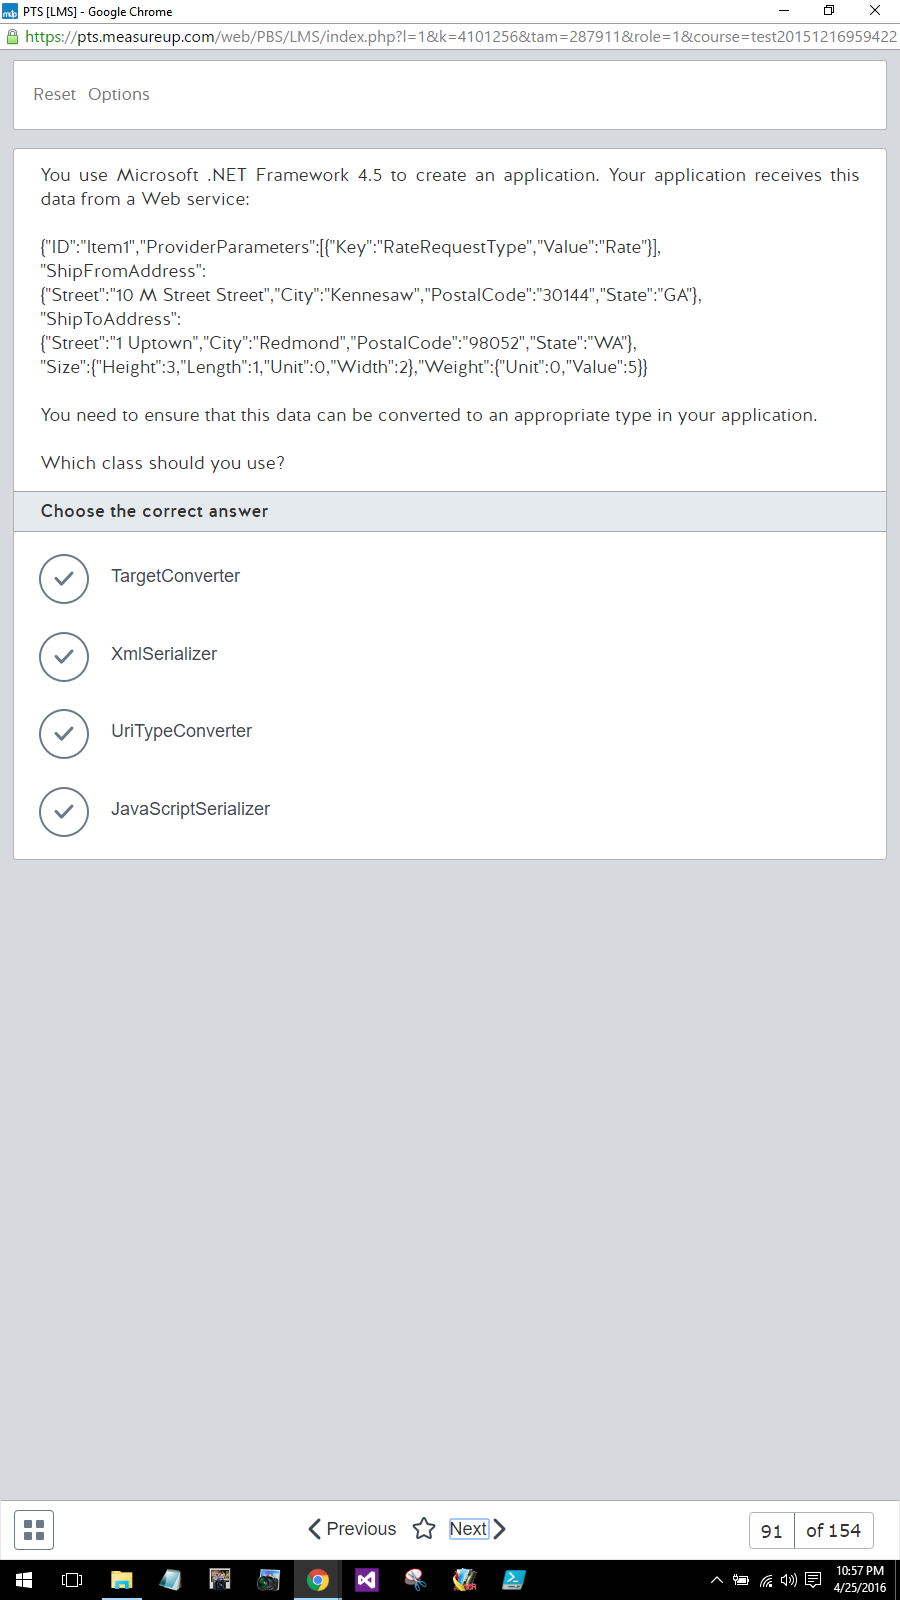 PTS [LMS] - Google Chrome
https://pts.measureup.com/web/PBS/LMS/index.php?l=1&k=4101256&tam=287911&role=1&course=test20151216959422
Reset Options
You use Microsoft .NET Framework 4.5 to create an application. Your application receives this
data from a Web service:
{"ID":"Item1","ProviderParameters":[{"Key":"RateRequestType","Value":"Rate"}],
"ShipFromAddress":
{"Street":"10 M Street Street","City":"Kennesaw","PostalCode":"30144","State":"GA"},
"ShipToAddress":
{"Street":"1 Uptown","City":"Redmond","PostalCode":"98052","State":"WA"},
"Size":{"Height":3,"Length":1,"Unit":0,"Width":2},"Weight":{"Unit":0,"Value":5}}
You need to ensure that this data can be converted to an appropriate type in your application.
Which class should you use?
Choose the correct answer
TargetConverter
XmlSerializer
UriTypeConverter
JavaScriptSerializer
Previous Next
91 of 154
10:57 PM
4/25/2016